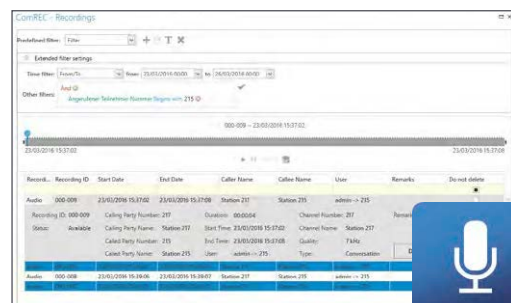 ComREC - Recordings
Predefined filter: Filter
Extended filter settings
Time filter: From/To from: 23/03/2016 00:00 to 24/03/2016 00:00
Other filters: And
Angerufener Teilnehmer Nummer Begins with 215
000-009 - 23/03/2016 15:37:02
23/03/2016 15:37:02 23/03/2016 15:37:06
Record... Recording ID Start Date End Date Caller Name Callee Name User Remarks Do not delete
Audio 000-009 23/03/2016 15:37:02 23/03/2016 15:37:08 Station 217 Station 215 admin -> 215
Recording ID: 000-009 Calling Party Number: 217 Duration: 00:00:04 Channel Number: 217
Status: Available Calling Party Name: Station 217 Start Time: 23/03/2016 15:37:02 Channel Name: Station 217
Called Party Number: 215 End Time: 23/03/2016 15:37:08 Quality: 7 kHz
Called Party Name: Station 215 User: admin -> 215 Type: Conversation
Audio 000-008 23/03/2016 15:39:06 23/03/2016 15:39:07 Station 217 Station 215 admin -> 215